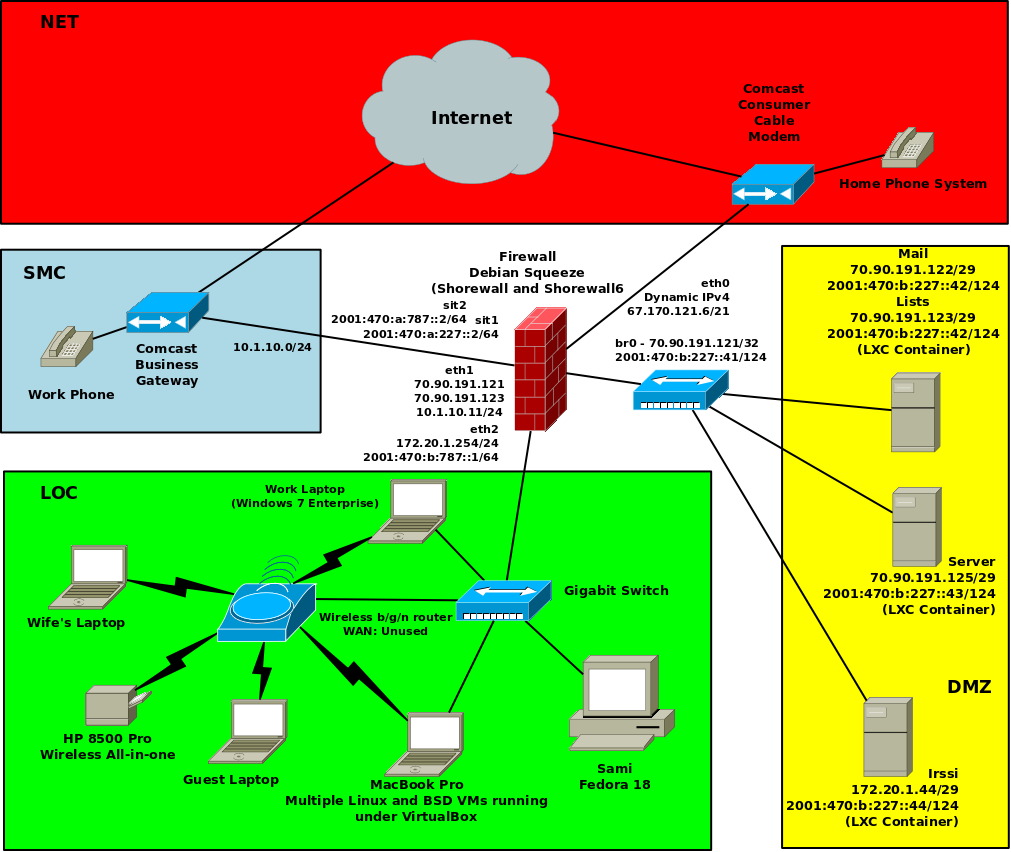 NET
Internet
Comcast
Consumer
Cable
Modem
Home Phone System
SMC
Comcast
Business
Gateway
Work Phone
10.1.10.0/24
Firewall
Debian Squeeze
(Shorewall and Shorewall6
sit2
2001:470:a:787::2/64
sit1
2001:470:a:227::2/64
eth0
Dynamic IPv4
67.170.121.6/21
br0 - 70.90.191.121/32
2001:470:b:227::41/124
eth1
70.90.191.121
70.90.191.123
10.1.10.11/24
eth2
172.20.1.254/24
2001:470:b:787::1/64
Mail
70.90.191.122/29
2001:470:b:227::42/124
Lists
70.90.191.123/29
2001:470:b:227::42/124
(LXC Container)
Server
70.90.191.125/29
2001:470:b:227::43/124
(LXC Container)
DMZ
Irssi
172.20.1.44/29
2001:470:b:227::44/124
(LXC Container)
LOC
Work Laptop
(Windows 7 Enterprise)
Wife's Laptop
Wireless b/g/n router
WAN: Unused
Gigabit Switch
HP 8500 Pro
Wireless All-in-one
Guest Laptop
MacBook Pro
Multiple Linux and BSD VMs running
under VirtualBox
Sami
Fedora 18